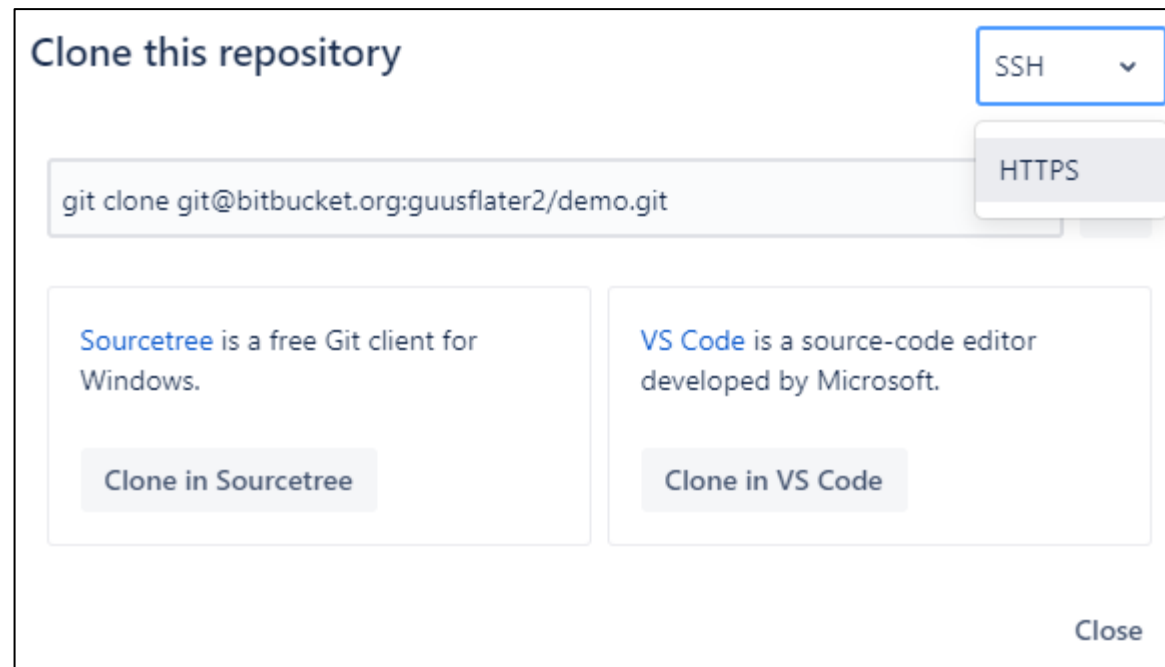 Clone this repository
SSH
HTTPS
git clone git@bitbucket.org:guusflater2/demo.git
Sourcetree is a free Git client for
Windows.
Clone in Sourcetree
VS Code is a source-code editor
developed by Microsoft.
Clone in VS Code
Close